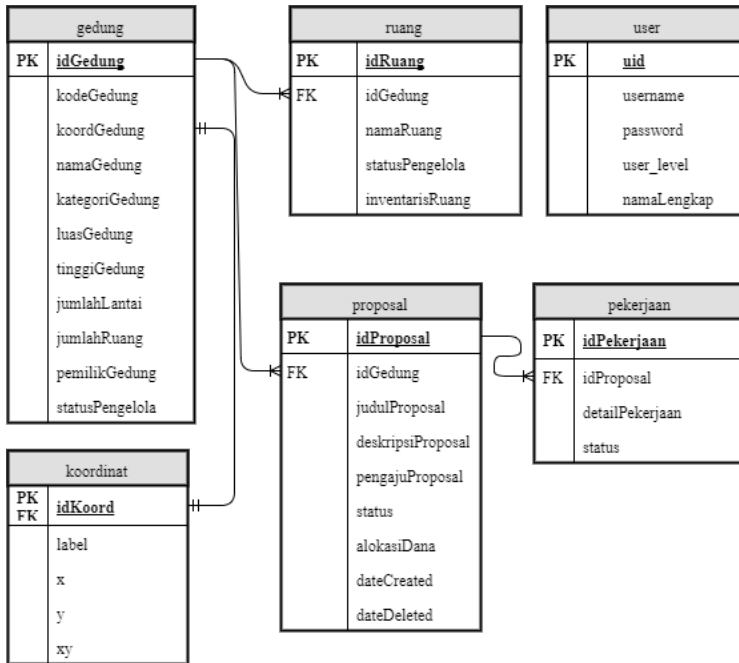 gedung
PK idGedung
kodeGedung
koordGedung
namaGedung
kategoriGedung
luasGedung
tinggiGedung
jumlahLantai
jumlahRuang
pemilikGedung
statusPengelola
ruang
PK idRuang
FK idGedung
namaRuang
statusPengelola
inventarisRuang
user
PK uid
username
password
user_level
namaLengkap
proposal
PK idProposal
FK idGedung
judulProposal
deskripsiProposal
pengajuProposal
status
alokasiDana
dateCreated
dateDeleted
pekerjaan
PK idPekerjaan
FK idProposal
detailPekerjaan
status
koordinat
PK
FK idKoord
label
x
y
xy